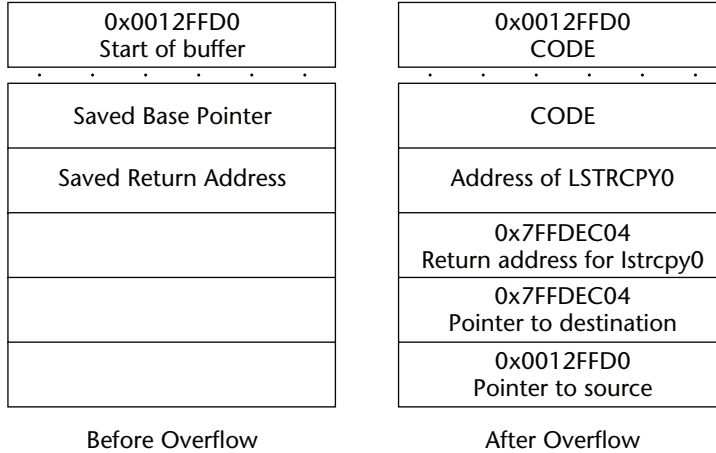 0x0012FFD0
Start of buffer
Saved Base Pointer
Saved Return Address
Before Overflow
0x0012FFD0
CODE
CODE
Address of LSTRCPY0
0x7FFDEC04
Return address for lstrcpy0
0x7FFDEC04
Pointer to destination
0x0012FFD0
Pointer to source
After Overflow